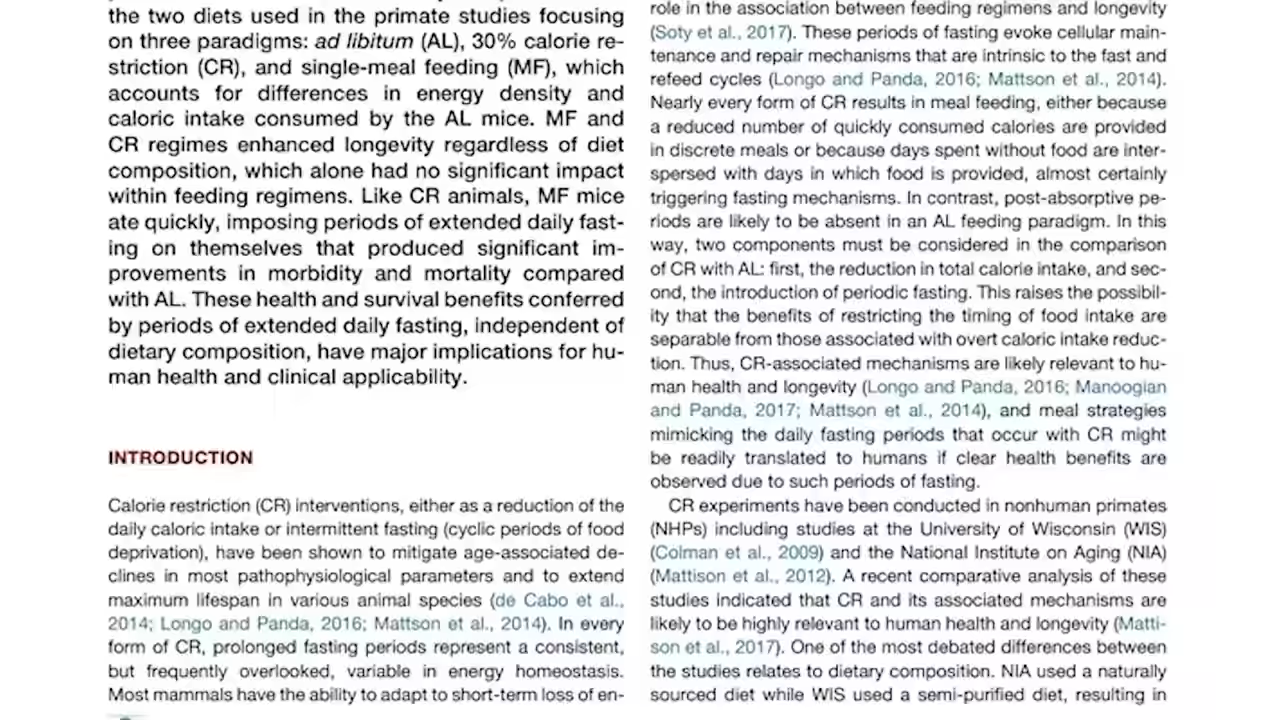 the two diets used in the primate studies focusing
on three paradigms: ad libitum (AL), 30% calorie re-
striction (CR), and single-meal feeding (MF), which
accounts for differences in energy density and
caloric intake consumed by the AL mice. MF and
CR regimes enhanced longevity regardless of diet
composition, which alone had no significant impact
within feeding regimens. Like CR animals, MF mice
ate quickly, imposing periods of extended daily fast-
ing on themselves that produced significant im-
provements in morbidity and mortality compared
with AL. These health and survival benefits conferred
by periods of extended daily fasting, independent of
dietary composition, have major implications for hu-
man health and clinical applicability.
INTRODUCTION
Calorie restriction (CR) interventions, either as a reduction of the
daily caloric intake or intermittent fasting (cyclic periods of food
deprivation), have been shown to mitigate age-associated de-
clines in most pathophysiological parameters and to extend
maximum lifespan in various animal species (de Cabo et al.,
2014; Longo and Panda, 2016; Mattson et al., 2014). In every
form of CR, prolonged fasting periods represent a consistent,
but frequently overlooked, variable in energy homeostasis.
Most mammals have the ability to adapt to short-term loss of en-
role in the association between feeding regimens and longevity
(Soty et al., 2017). These periods of fasting evoke cellular main-
tenance and repair mechanisms that are intrinsic to the fast and
refeed cycles (Longo and Panda, 2016; Mattson et al., 2014).
Nearly every form of CR results in meal feeding, either because
a reduced number of quickly consumed calories are provided
in discrete meals or because days spent without food are inter-
spersed with days in which food is provided, almost certainly
triggering fasting mechanisms. In contrast, post-absorptive pe-
riods are likely to be absent in an AL feeding paradigm. In this
way, two components must be considered in the comparison
of CR with AL: first, the reduction in total calorie intake, and sec-
ond, the introduction of periodic fasting. This raises the possibil-
ity that the benefits of restricting the timing of food intake are
separable from those associated with overt caloric intake reduc-
tion. Thus, CR-associated mechanisms are likely relevant to hu-
man health and longevity (Longo and Panda, 2016; Manoogian
and Panda, 2017; Mattson et al., 2014), and meal strategies
mimicking the daily fasting periods that occur with CR might
be readily translated to humans if clear health benefits are
observed due to such periods of fasting.
CR experiments have been conducted in nonhuman primates
(NHPs) including studies at the University of Wisconsin (WIS)
(Colman et al., 2009) and the National Institute on Aging (NIA)
(Mattison et al., 2012). A recent comparative analysis of these
studies indicated that CR and its associated mechanisms are
likely to be highly relevant to human health and longevity (Matti-
son et al., 2017). One of the most debated differences between
the studies relates to dietary composition. NIA used a naturally
sourced diet while WIS used a semi-purified diet, resulting in